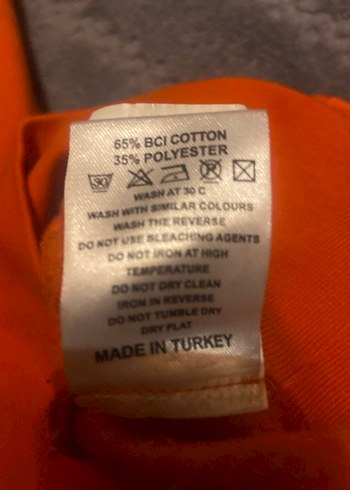 65% BCI COTTON
35% POLYESTER
30
WASH AT 30 C
WASH WITH SIMILAR COLOURS
WASH THE REVERSE
DO NOT USE BLEACHING AGENTS
DO NOT IRON AT HIGH
TEMPERATURE
DO NOT DRY CLEAN
IRON IN REVERSE
DO NOT TUMBLE DRY
DRY FLAT
MADE IN TURKEY